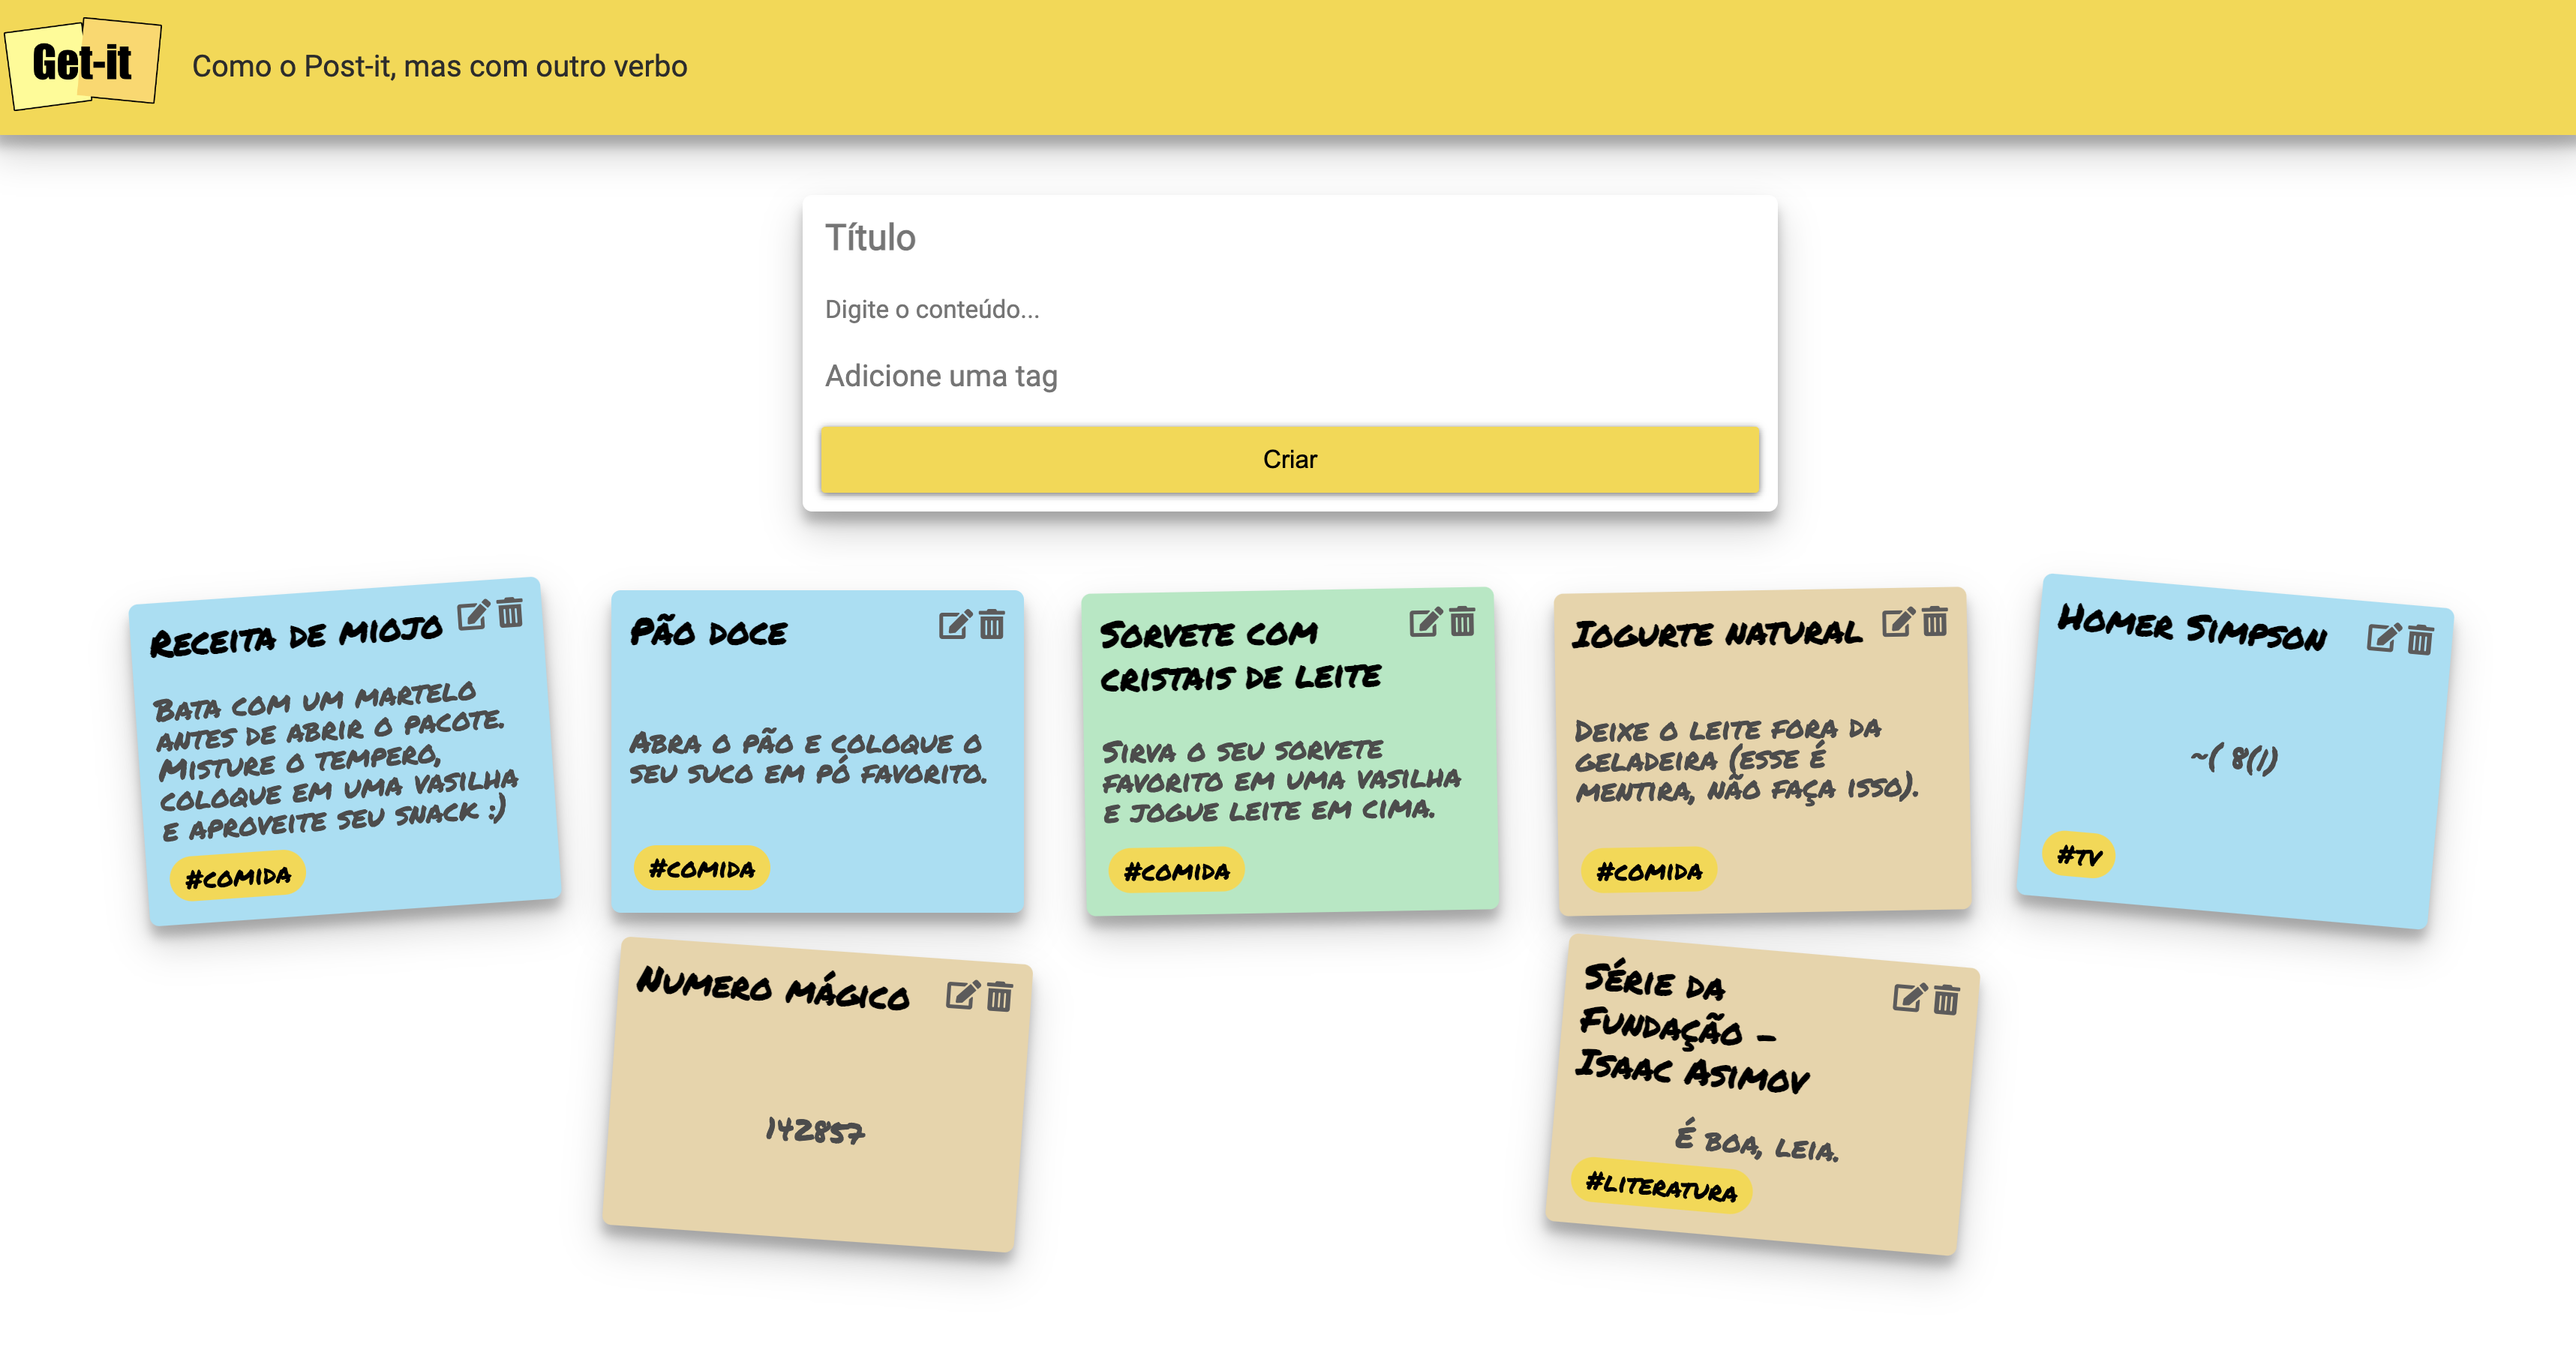 Get-it
Como o Post-it, mas com outro verbo
Título
Digite o conteúdo...
Adicione uma tag
Criar
Receita de miojo
Bata com um martelo
antes de abrir o pacote.
Misture o tempero,
coloque em uma vasilha
e aproveite seu snack :)
#comida
Pão doce
Abra o pão e coloque o
seu suco em pó favorito.
#comida
Sorvete com
cristais de leite
Sirva o seu sorvete
favorito em uma vasilha
e jogue leite em cima.
#comida
Iogurte natural
Deixe o leite fora da
geladeira (esse é
mentira, não faça isso).
#comida
Homer Simpson
~( 8(|)
#tv
Numero mágico
142857
Série da
Fundação -
Isaac Asimov
É boa, leia.
#literatura